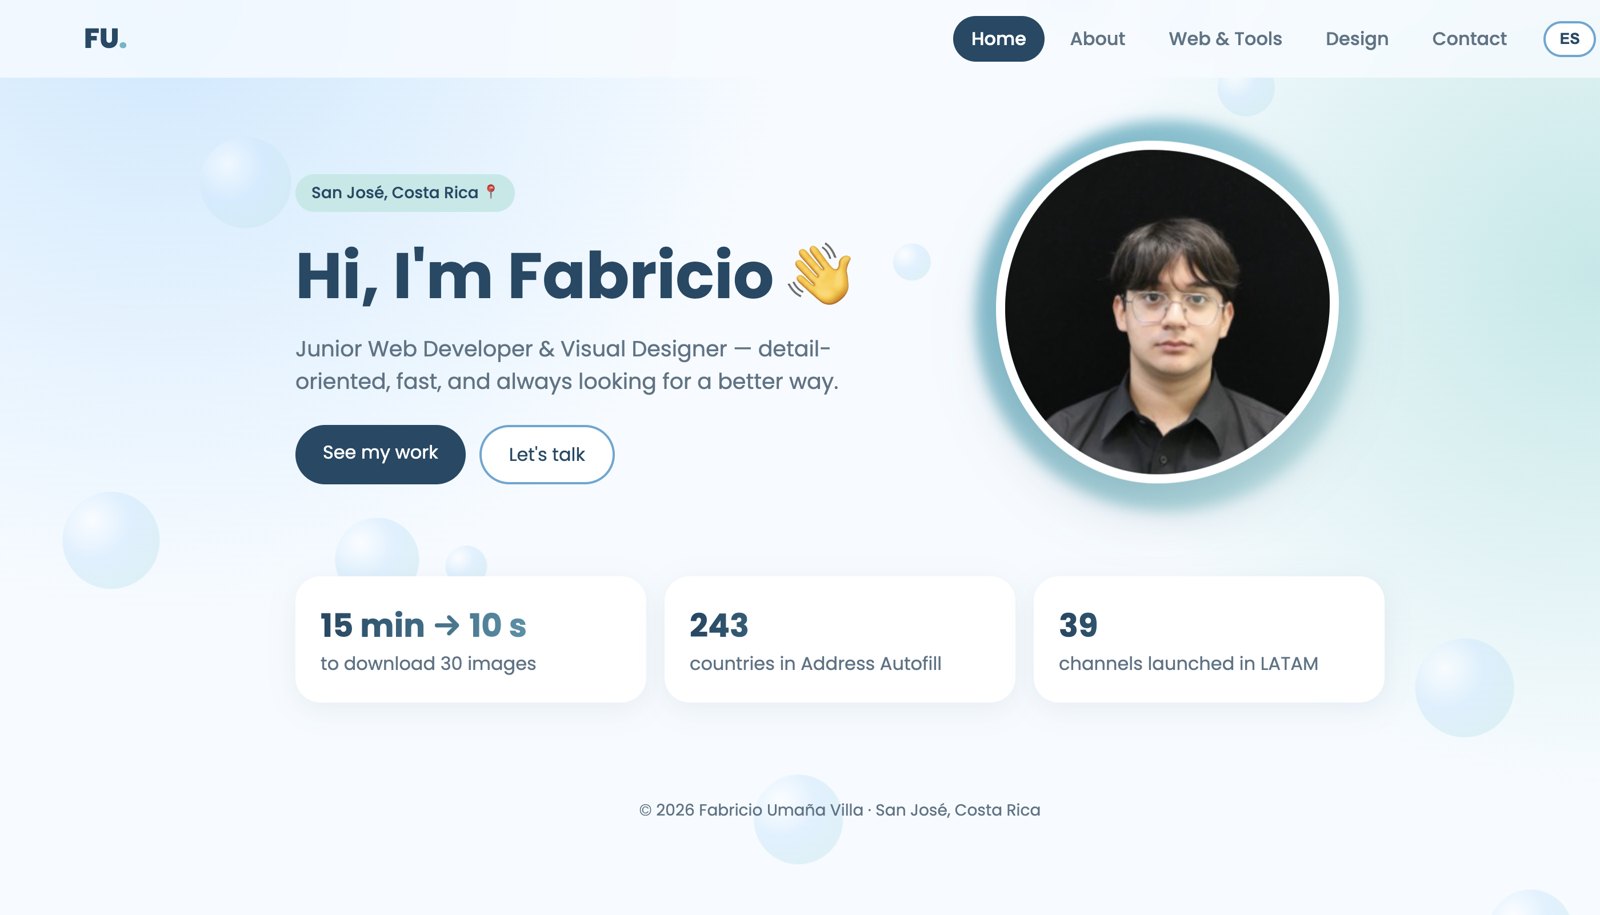 FU.
Home
About
Web & Tools
Design
Contact
ES
San José, Costa Rica 📍
Hi, I'm Fabricio 👋
Junior Web Developer & Visual Designer — detail-
oriented, fast, and always looking for a better way.
See my work
Let's talk
15 min → 10 s
to download 30 images
243
countries in Address Autofill
39
channels launched in LATAM
© 2026 Fabricio Umaña Villa · San José, Costa Rica